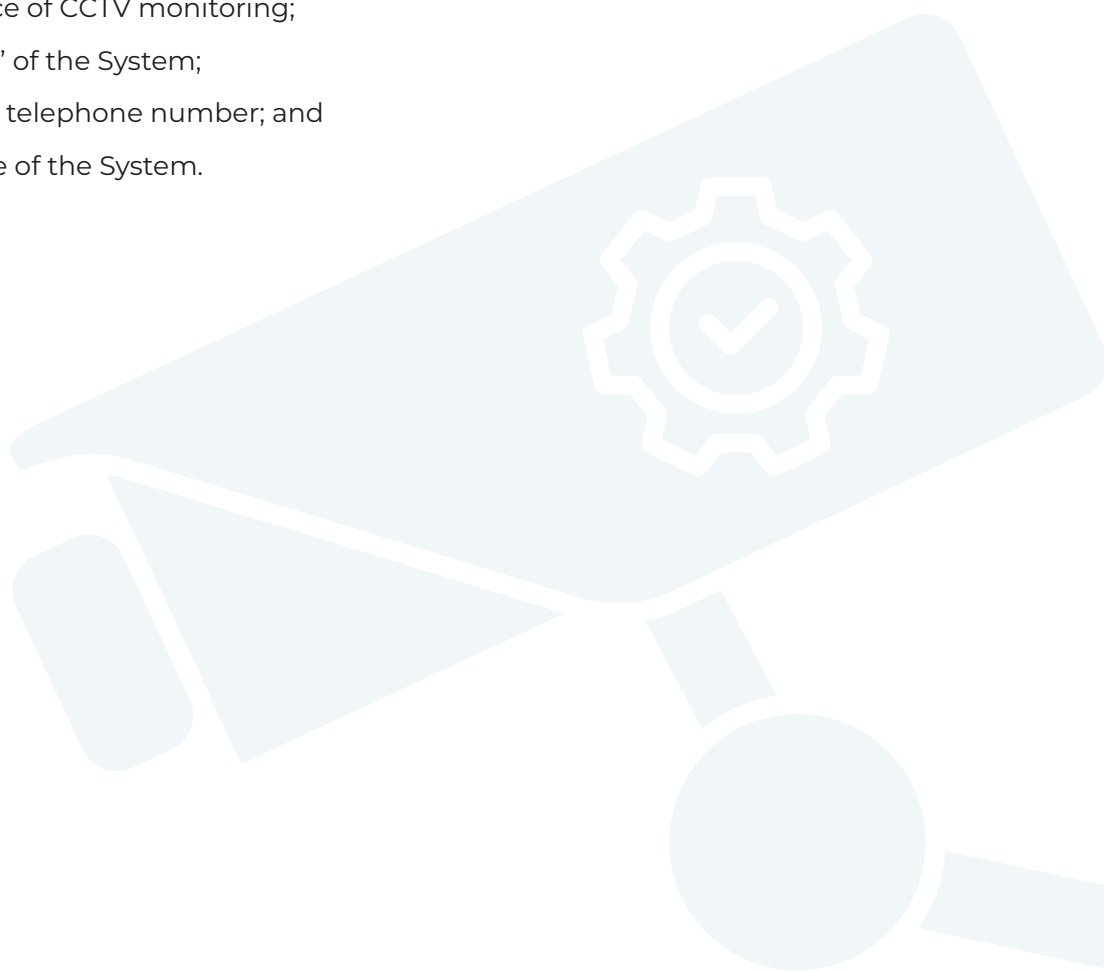 ce of CCTV monitoring;
’ of the System;
telephone number; and
e of the System.